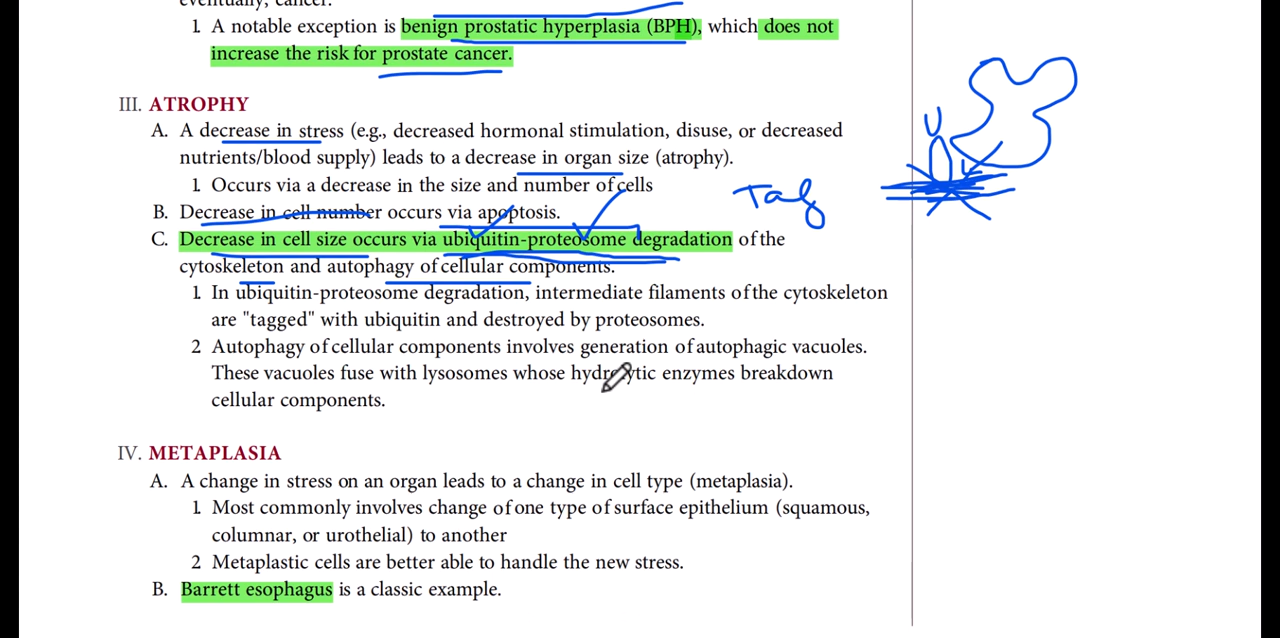 eventually, cancer.
1. A notable exception is benign prostatic hyperplasia (BPH), which does not
increase the risk for prostate cancer.
III. ATROPHY
A. A decrease in stress (e.g., decreased hormonal stimulation, disuse, or decreased
nutrients/blood supply) leads to a decrease in organ size (atrophy).
1. Occurs via a decrease in the size and number of cells
B. Decrease in cell number occurs via apoptosis.
C. Decrease in cell size occurs via ubiquitin-proteosome degradation of the
cytoskeleton and autophagy of cellular components.
1. In ubiquitin-proteosome degradation, intermediate filaments of the cytoskeleton
are "tagged" with ubiquitin and destroyed by proteosomes.
2 Autophagy of cellular components involves generation of autophagic vacuoles.
These vacuoles fuse with lysosomes whose hydrolytic enzymes breakdown
cellular components.
IV. METAPLASIA
A. A change in stress on an organ leads to a change in cell type (metaplasia).
1. Most commonly involves change of one type of surface epithelium (squamous,
columnar, or urothelial) to another
2 Metaplastic cells are better able to handle the new stress.
B. Barrett esophagus is a classic example.
Tag
U